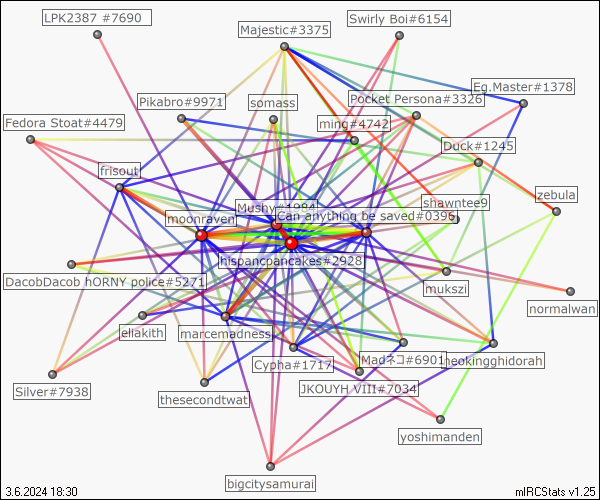 LPK2387 #7690
Swirly Boi#6154
Majestic#3375
Eg.Master#1378
Pikabro#9971
somass
Pocket Persona#3326
Fedora Stoat#4479
ming#4742
Duck#1245
frisout
zebula
shawntee9
Mushy#1984
moonraven
Can anything be saved#0396
hispancpancakes#2928
DacobDacob hORNY police#5271
mukszi
normalwan
eliakith
marcemadness
Cypha#1717
Madネコ#6901
neokingghidorah
Silver#7938
thesecondtwat
JKOUYH VIII#7034
yoshimanden
bigcitysamurai
3.6.2024 18:30
mIRCStats v1.25